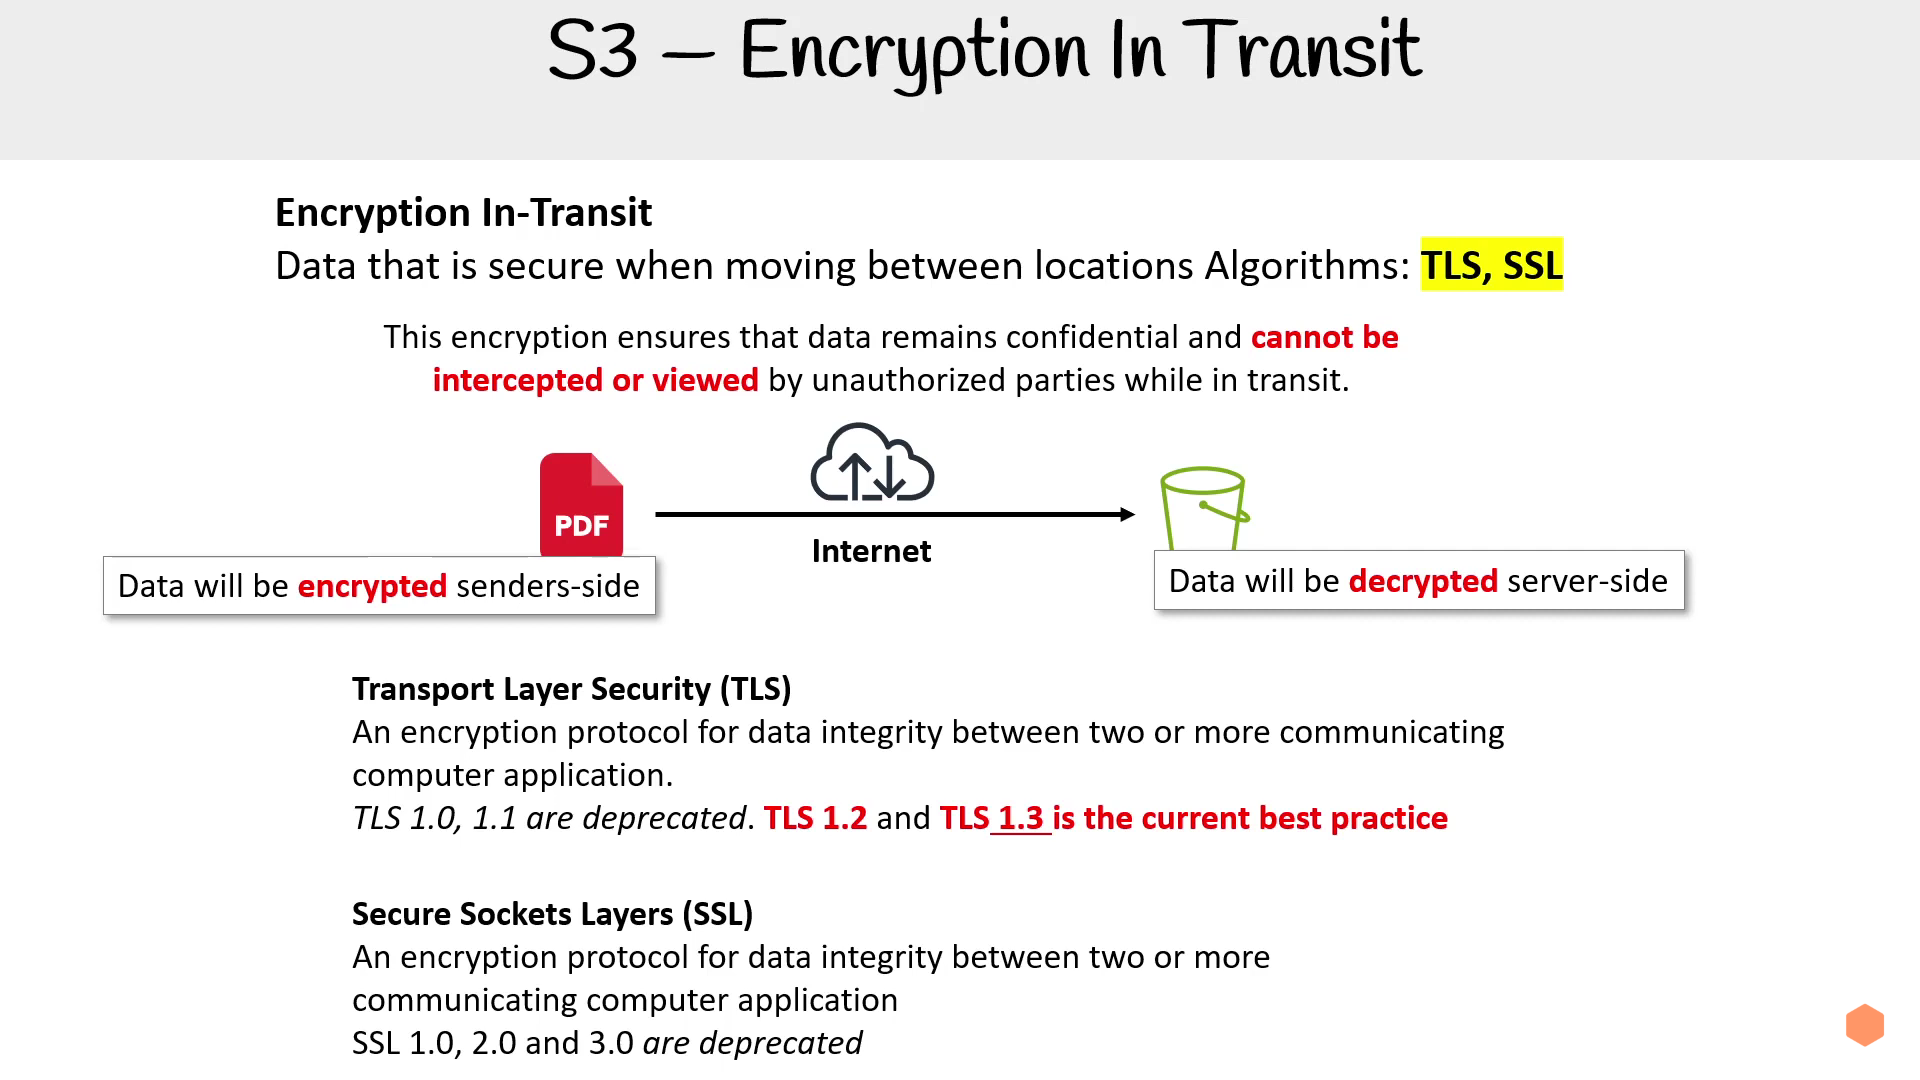 S3 – Encryption In Transit
Encryption In-Transit
Data that is secure when moving between locations Algorithms: TLS, SSL
This encryption ensures that data remains confidential and cannot be
intercepted or viewed by unauthorized parties while in transit.
PDF
Internet
Data will be encrypted senders-side
Data will be decrypted server-side
Transport Layer Security (TLS)
An encryption protocol for data integrity between two or more communicating
computer application.
TLS 1.0, 1.1 are deprecated. TLS 1.2 and TLS 1.3 is the current best practice
Secure Sockets Layers (SSL)
An encryption protocol for data integrity between two or more
communicating computer application
SSL 1.0, 2.0 and 3.0 are deprecated